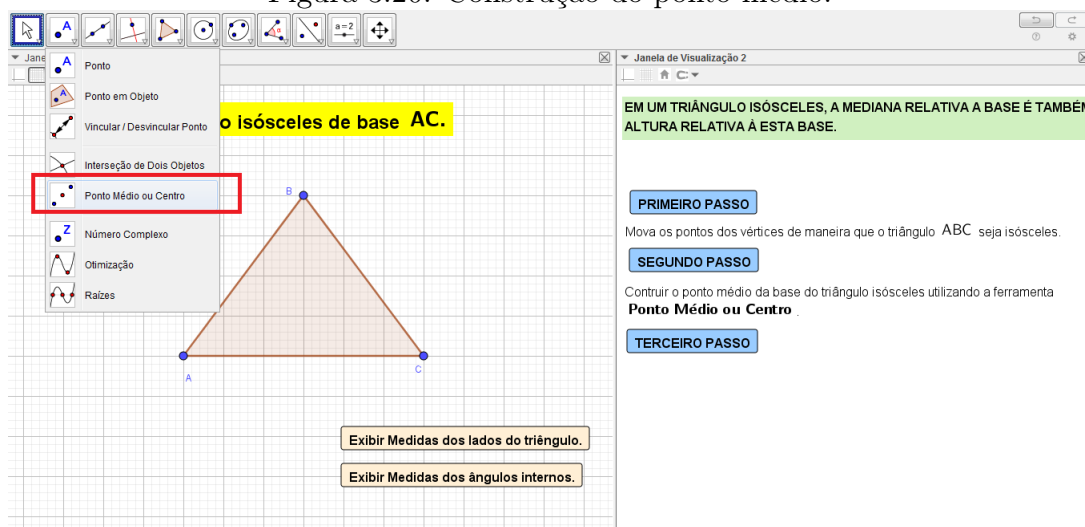 Figura 3.20: Construção do ponto médio.
A
a=2
Jane
Janela de Visualização 2
Ponto
Ponto em Objeto
Vincular / Desvincular Ponto
Interseção de Dois Objetos
Ponto Médio ou Centro
Número Complexo
Otimização
Raízes
o isósceles de base AC.
B
A
C
Exibir Medidas dos lados do triêngulo.
Exibir Medidas dos ângulos internos.
EM UM TRIÂNGULO ISÓSCELES, A MEDIANA RELATIVA A BASE É TAMBÉM
ALTURA RELATIVA À ESTA BASE.
PRIMEIRO PASSO
Mova os pontos dos vértices de maneira que o triângulo ABC seja isósceles.
SEGUNDO PASSO
Contruir o ponto médio da base do triângulo isósceles utilizando a ferramenta
Ponto Médio ou Centro .
TERCEIRO PASSO